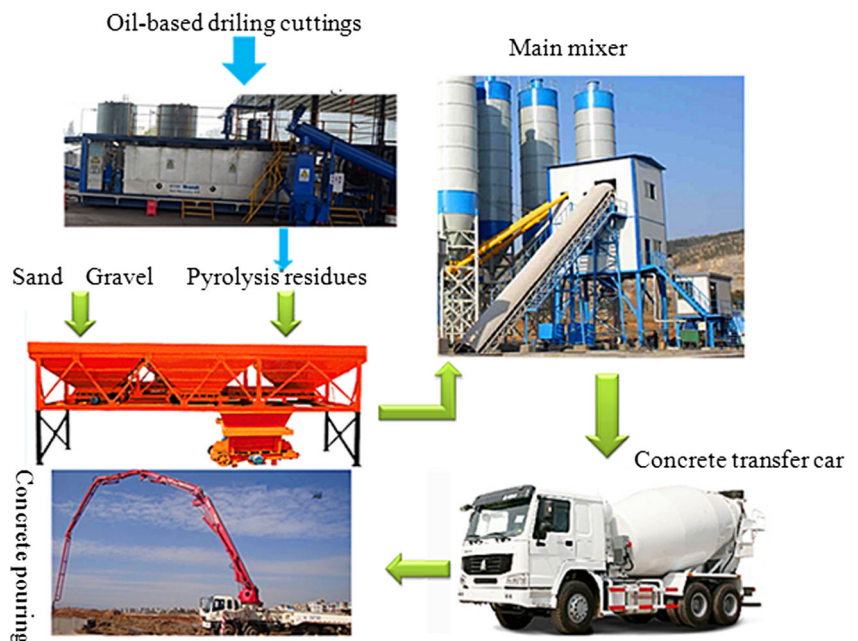 Oil-based driling cuttings
Main mixer
Sand Gravel Pyrolysis residues
Concrete transfer car
Concrete pouring